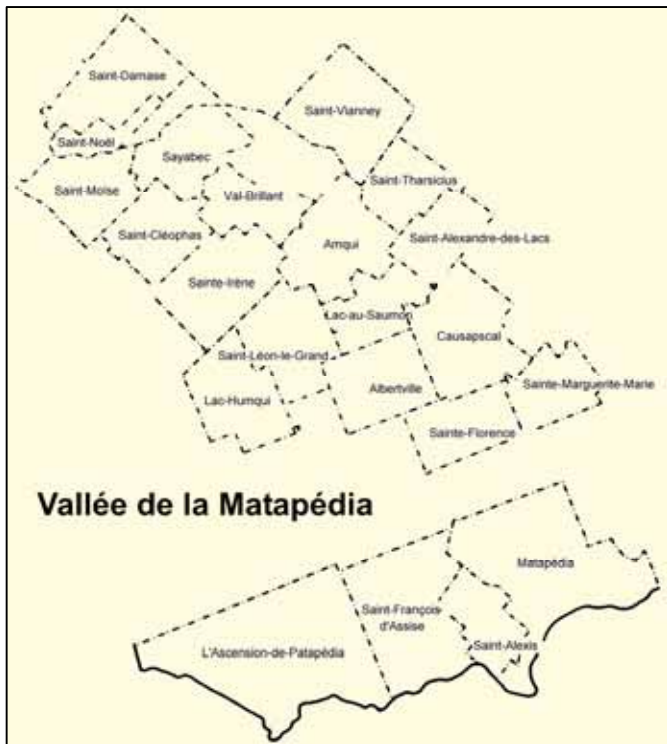 Saint-Damase
Saint-Vianney
Saint-Noël
Sayabec
Saint-Moïse
Saint-Tharsicius
Val-Brillant
Saint-Cléophas
Amqui
Saint-Alexandre-des-Lacs
Sainte-Irène
Lac-au-Saumon
Causapscal
Saint-Léon-le-Grand
Albertville
Sainte-Marguerite-Marie
Lac-Humqui
Sainte-Florence
Vallée de la Matapédia
Matapédia
Saint-François
d'Assise
Saint-Alexis
L'Ascension-de-Patapédia